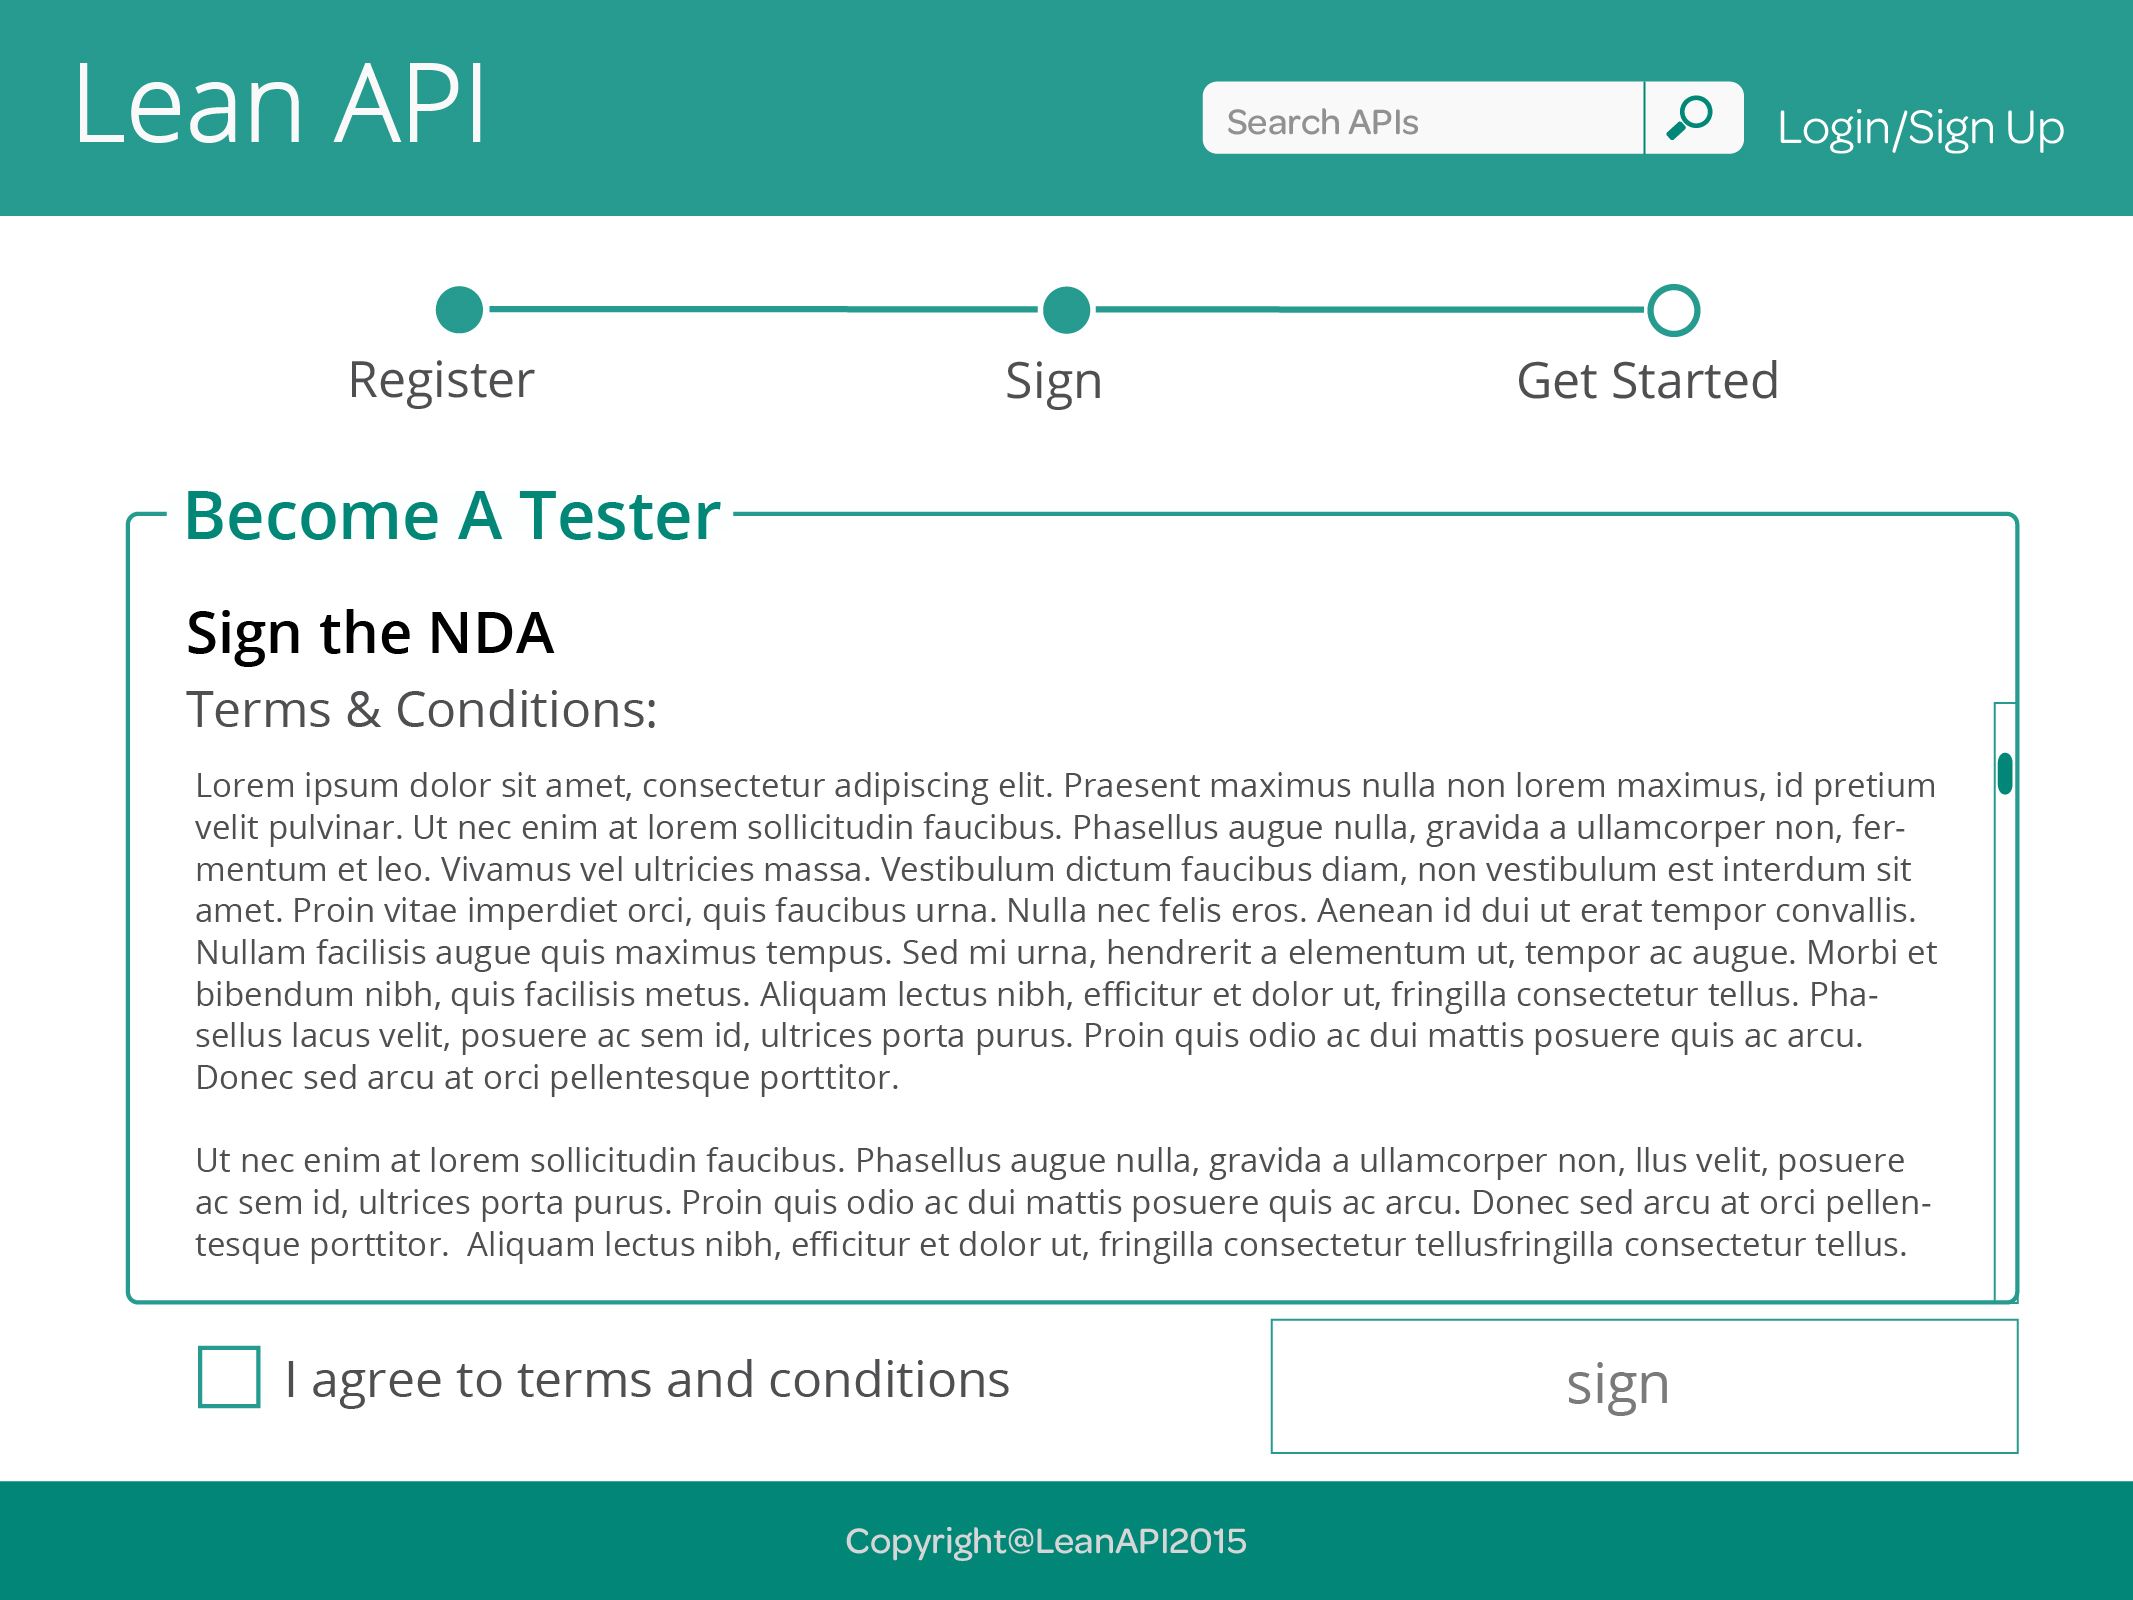 Lean API
Search APIs
Login/Sign Up
Register
Sign
Get Started
Become A Tester
Sign the NDA
Terms & Conditions:
Lorem ipsum dolor sit amet, consectetur adipiscing elit. Praesent maximus nulla non lorem maximus, id pretium
velit pulvinar. Ut nec enim at lorem sollicitudin faucibus. Phasellus augue nulla, gravida a ullamcorper non, fer-
mentum et leo. Vivamus vel ultricies massa. Vestibulum dictum faucibus diam, non vestibulum est interdum sit
amet. Proin vitae imperdiet orci, quis faucibus urna. Nulla nec felis eros. Aenean id dui ut erat tempor convallis.
Nullam facilisis augue quis maximus tempus. Sed mi urna, hendrerit a elementum ut, tempor ac augue. Morbi et
bibendum nibh, quis facilisis metus. Aliquam lectus nibh, efficitur et dolor ut, fringilla consectetur tellus. Pha-
sellus lacus velit, posuere ac sem id, ultrices porta purus. Proin quis odio ac dui mattis posuere quis ac arcu.
Donec sed arcu at orci pellentesque porttitor.
Ut nec enim at lorem sollicitudin faucibus. Phasellus augue nulla, gravida a ullamcorper non, llus velit, posuere
ac sem id, ultrices porta purus. Proin quis odio ac dui mattis posuere quis ac arcu. Donec sed arcu at orci pellen-
tesque porttitor.  Aliquam lectus nibh, efficitur et dolor ut, fringilla consectetur tellusfringilla consectetur tellus.
I agree to terms and conditions
sign
Copyright@LeanAPI2015